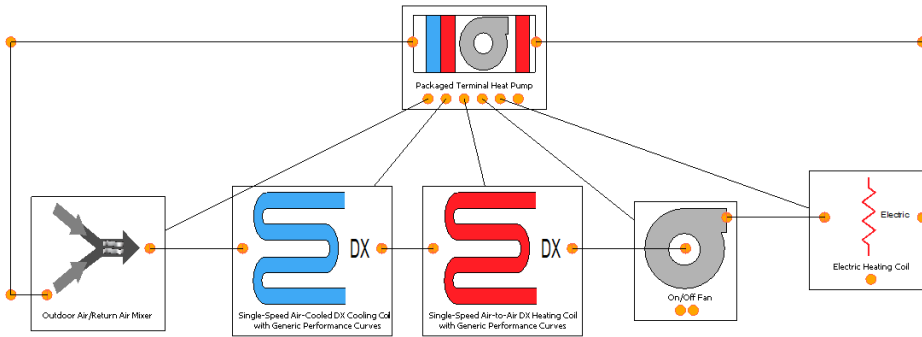 Packaged Terminal Heat Pump
DX
DX
Electric
Outdoor Air/Return Air Mixer
Single-Speed Air-Cooled DX Cooling Coil
with Generic Performance Curves
Single-Speed Air-to-Air DX Heating Coil
with Generic Performance Curves
On/Off Fan
Electric Heating Coil